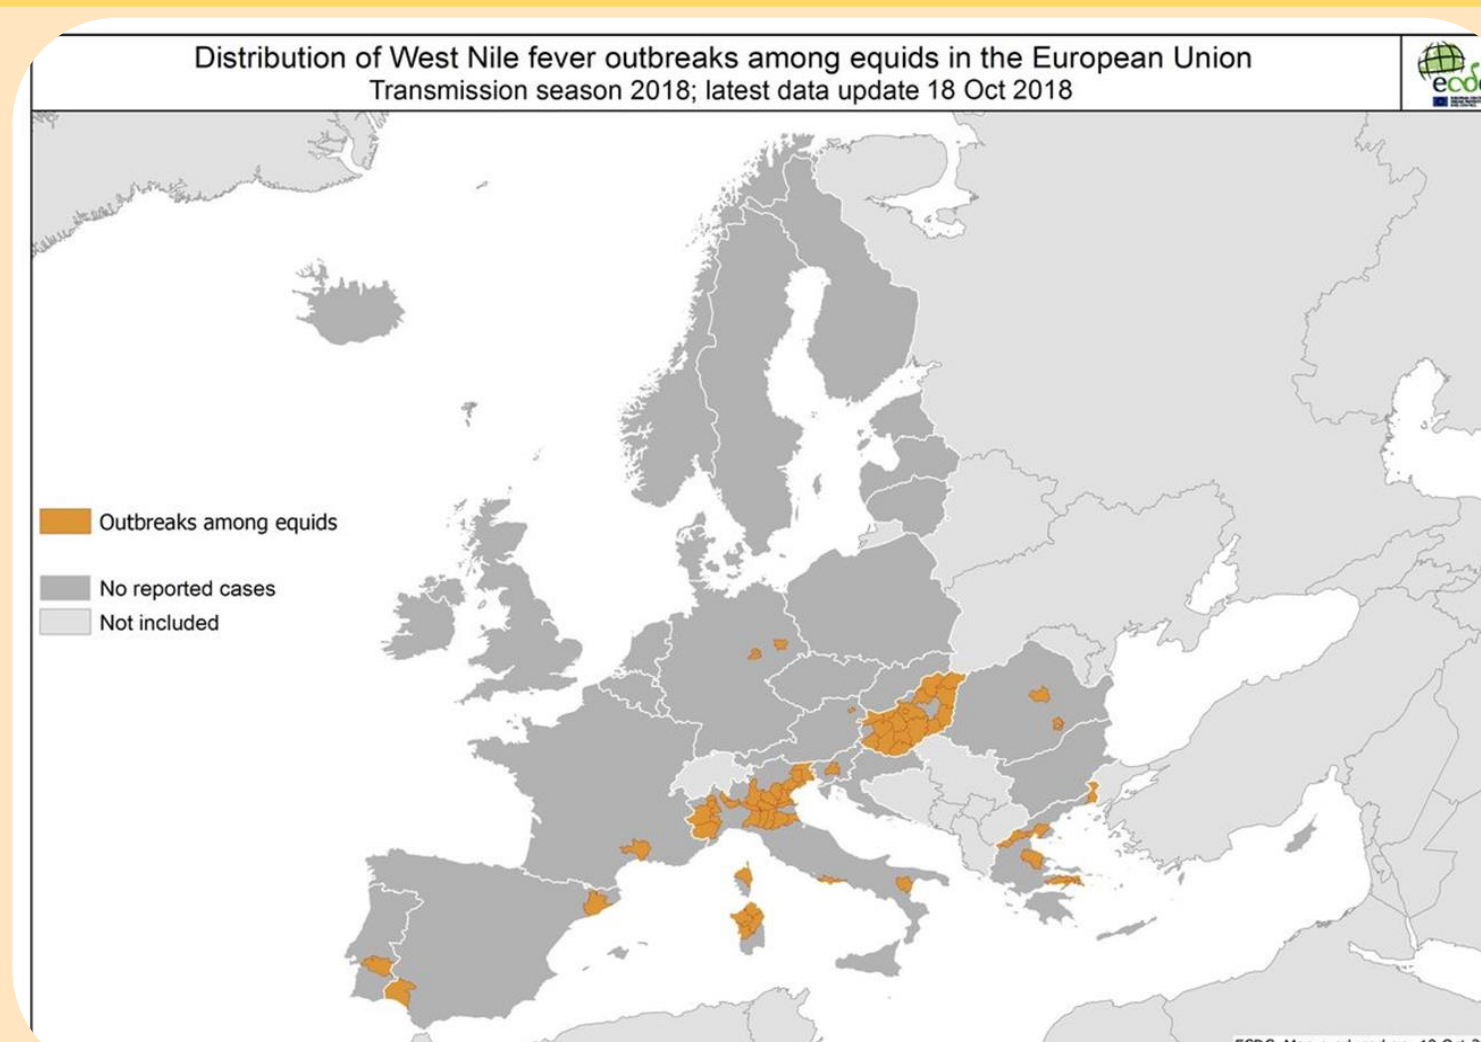 Distribution of West Nile fever outbreaks among equids in the European Union
Transmission season 2018; latest data update 18 Oct 2018
Outbreaks among equids
No reported cases
Not included